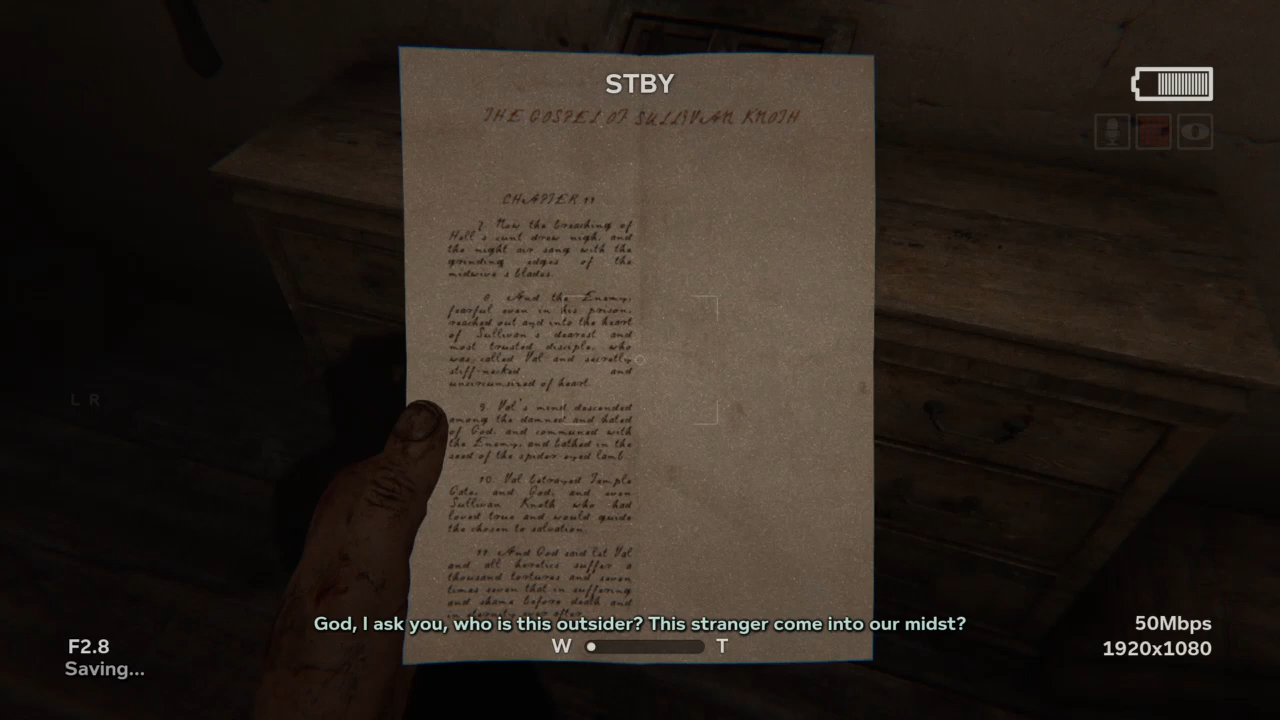 STBY
THE GOSPEL OF SULLIVAN KNOTH
CHAPTER 11
7. Now the breaching of
Hell's cunt drew nigh, and
the night air sang with the
grinding edges of the
midwive's blades.
8. And the Enemy,
fearful even in his prison,
reached out and into the heart
of Sullivan's dearest and
most trusted disciple, who
was called Val and secretly
stiff-necked and
uncircumsized of heart.
9. Val's mind descended
among the damned and hated
of God, and communed with
the Enemy, and bathed in the
seed of the spider-eyed lamb.
10. Val betrayed Temple
Gate, and God, and even
Sullivan Knoth who had
loved true and would guide
the chosen to salvation.
11. And God said let Val
and all heretics suffer a
thousand tortures and seven
times seven that in suffering
and shame before death and
in eternity ever after.
L R
God, I ask you, who is this outsider? This stranger come into our midst?
W T
F2.8
Saving...
50Mbps
1920x1080